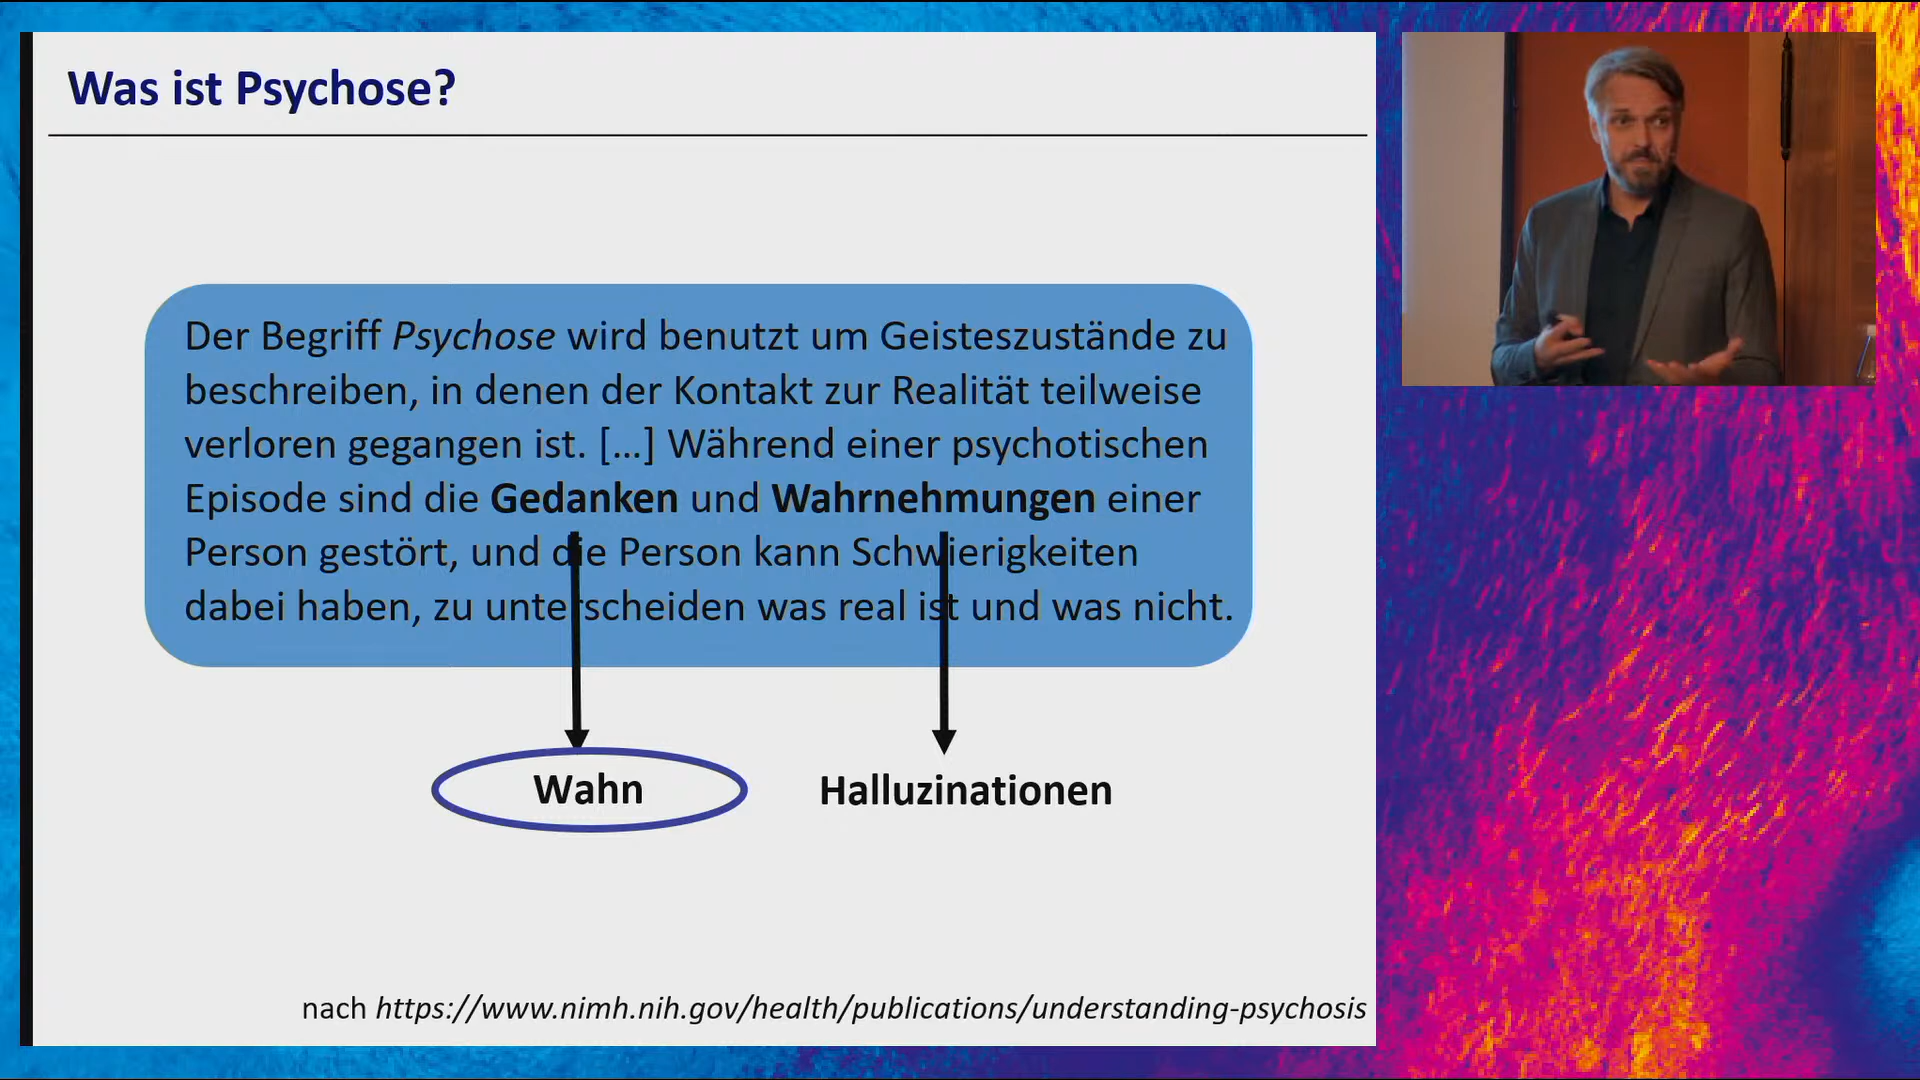 Was ist Psychose?
Der Begriff Psychose wird benutzt um Geisteszustände zu
beschreiben, in denen der Kontakt zur Realität teilweise
verloren gegangen ist. […] Während einer psychotischen
Episode sind die Gedanken und Wahrnehmungen einer
Person gestört, und die Person kann Schwierigkeiten
dabei haben, zu unterscheiden was real ist und was nicht.
Wahn
Halluzinationen
nach https://www.nimh.nih.gov/health/publications/understanding-psychosis